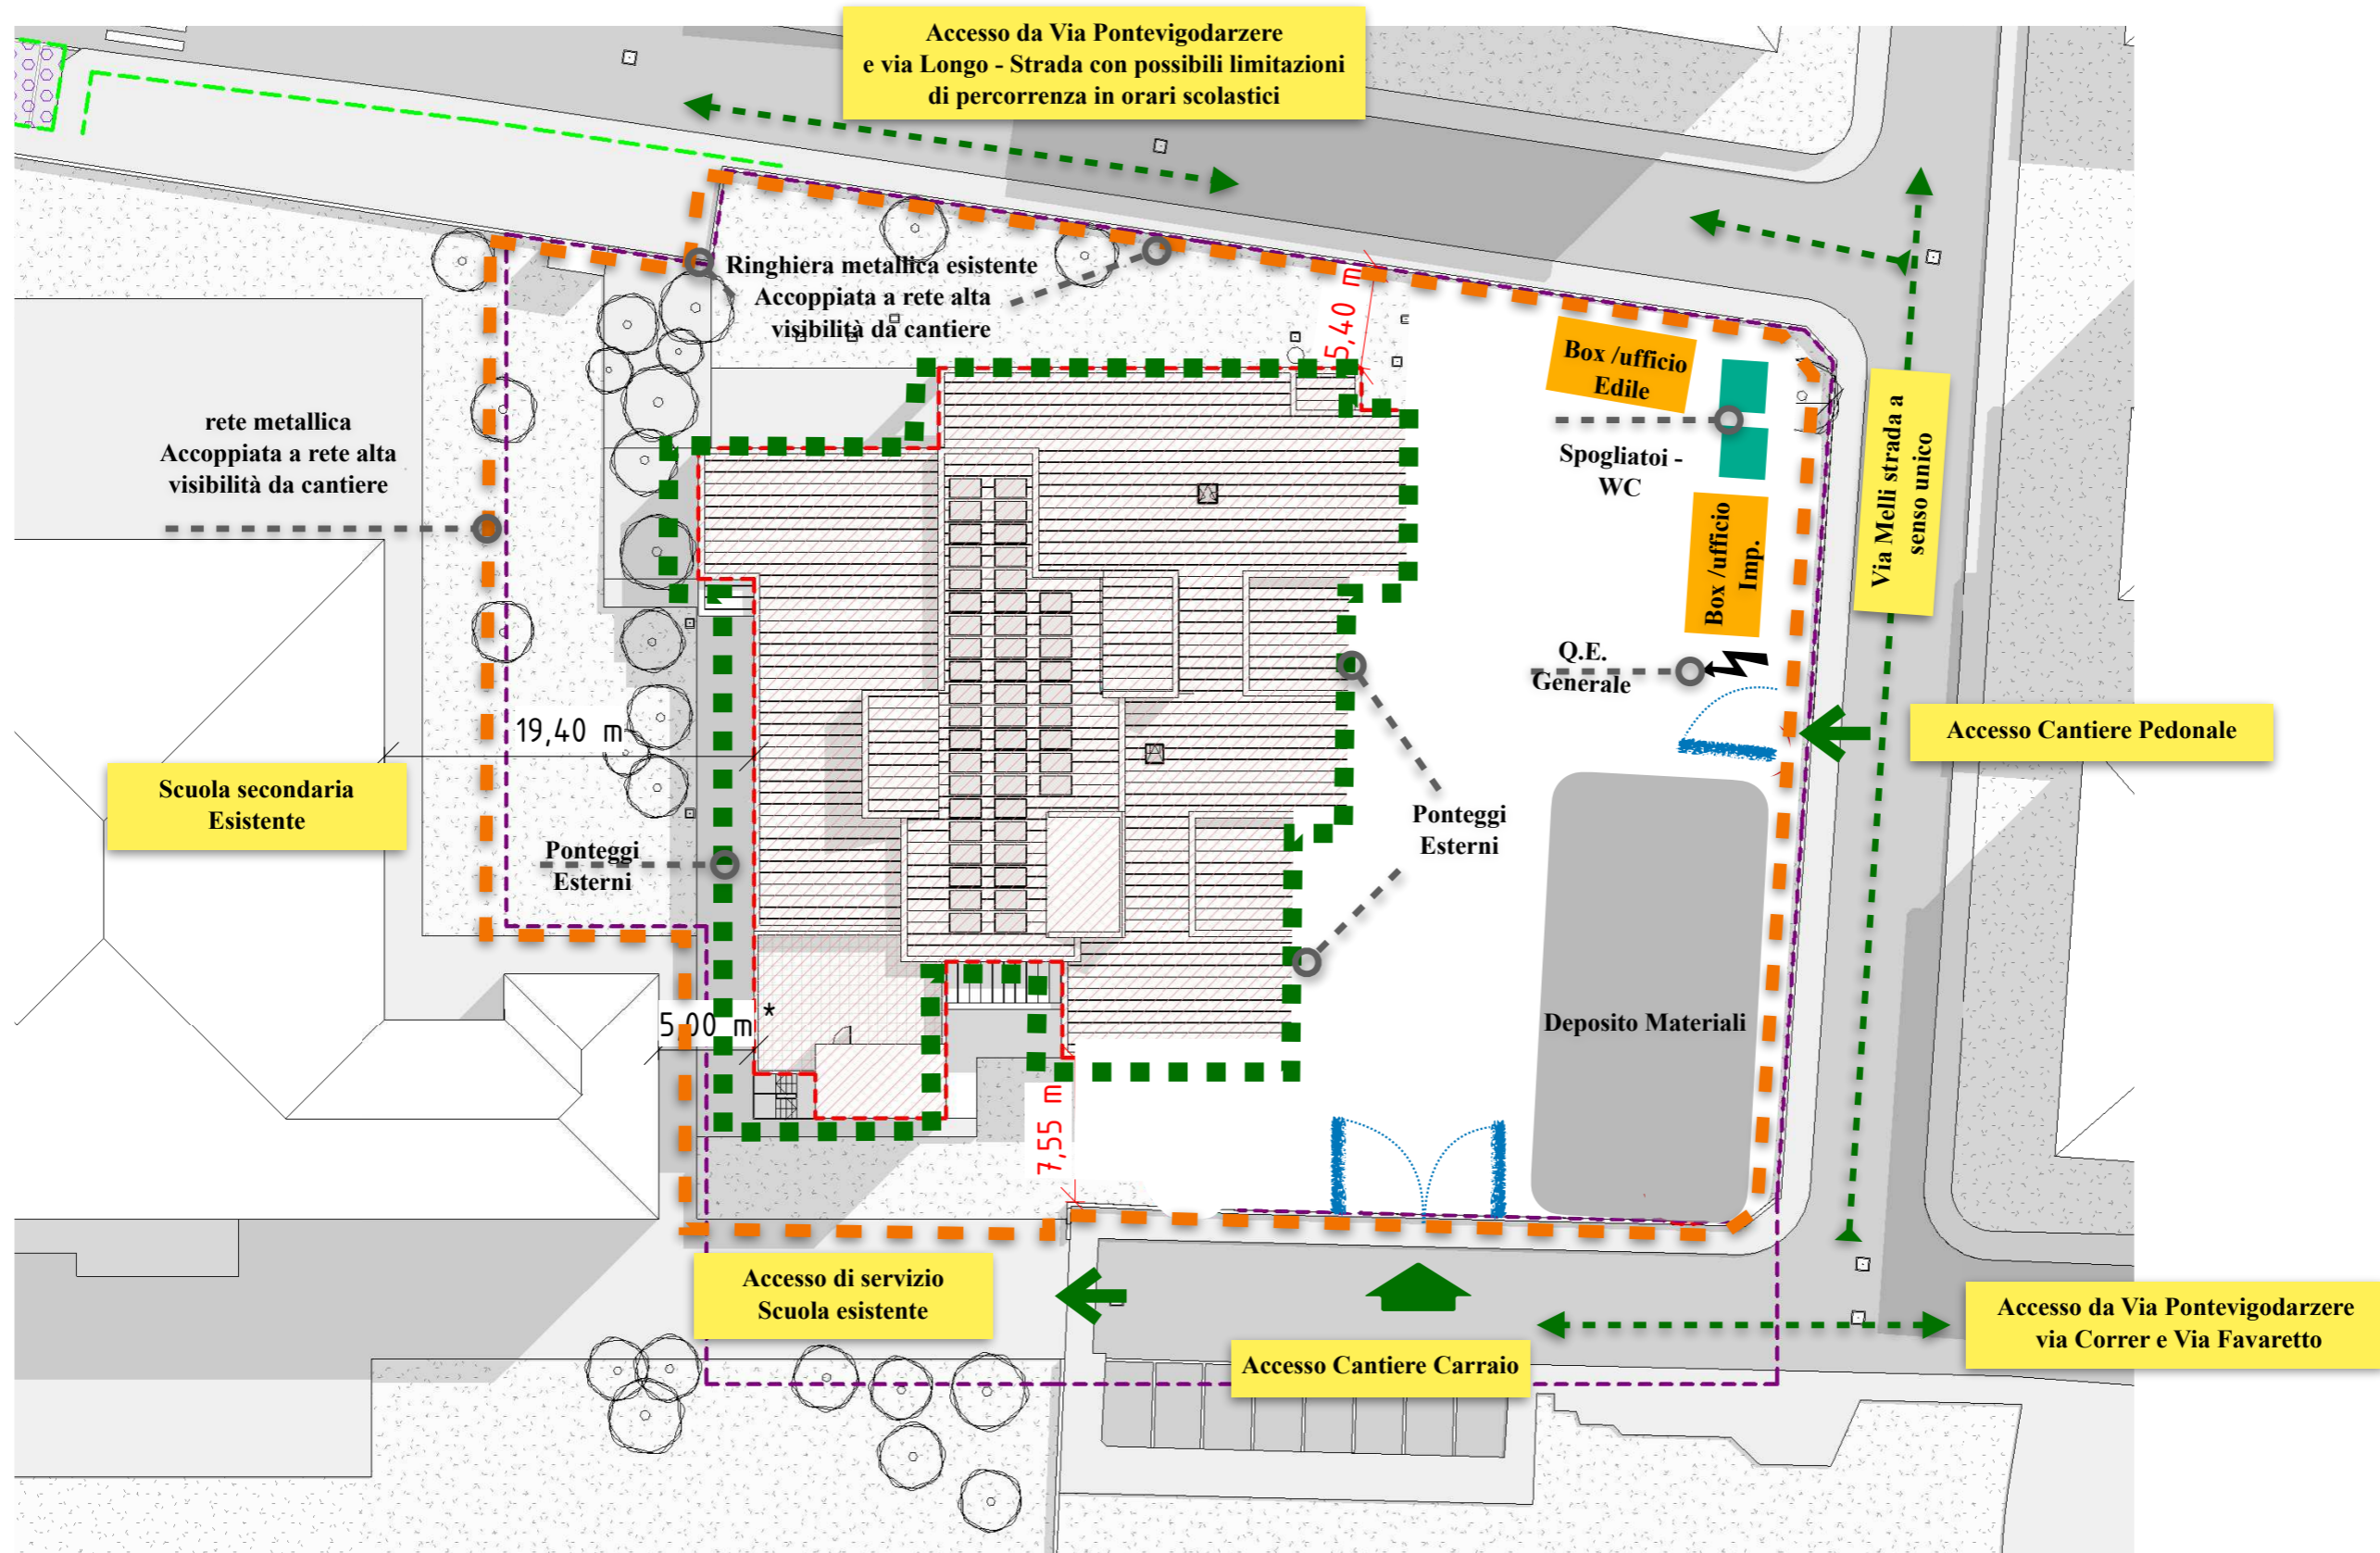 Accesso da Via Pontevigodarzere
e via Longo - Strada con possibili limitazioni
di percorrenza in orari scolastici
Ringhiera metallica esistente
Accoppiata a rete alta
visibilità da cantiere
5,40 m
Box /ufficio
Edile
rete metallica
Accoppiata a rete alta
visibilità da cantiere
Spogliatoi -
WC
Via Meli strada a
senso unico
Box /ufficio
Imp.
Q.E.
Generale
19,40 m
Accesso Cantiere Pedonale
Scuola secondaria
Esistente
Ponteggi
Esterni
Ponteggi
Esterni
5,00 m*
Deposito Materiali
7,55 m
Accesso di servizio
Scuola esistente
Accesso Cantiere Carraio
Accesso da Via Pontevigodarzere
via Correr e Via Favaretto